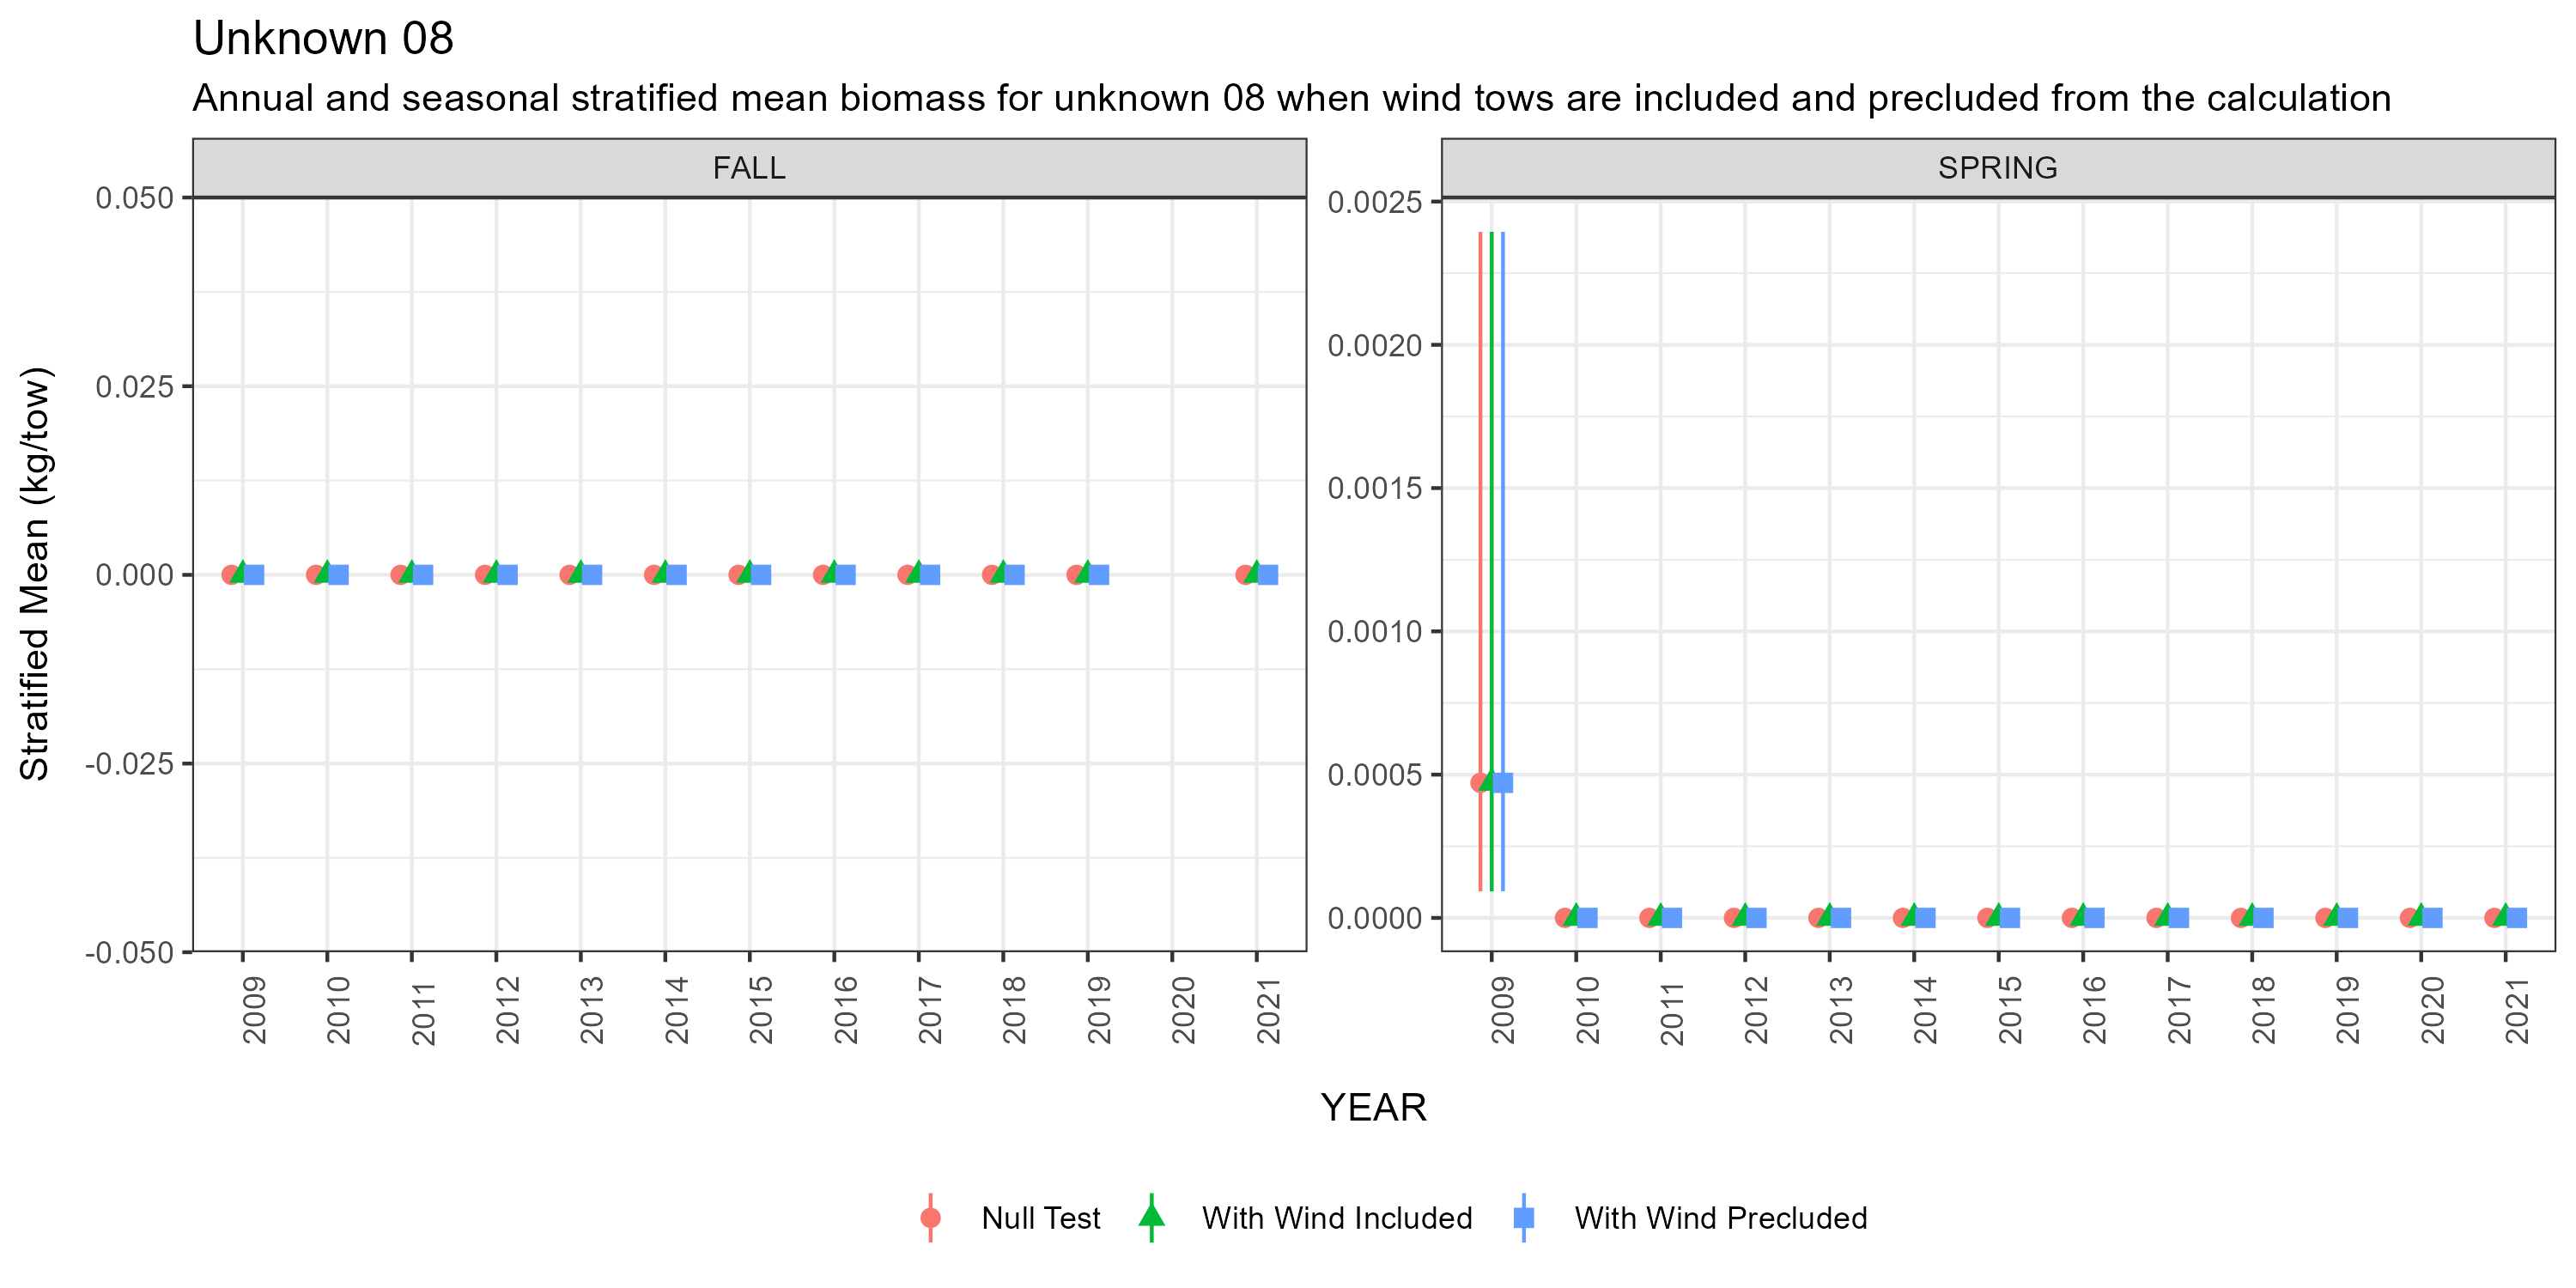 Unknown 08
Annual and seasonal stratified mean biomass for unknown 08 when wind tows are included and precluded from the calculation
FALL
SPRING
Stratified Mean (kg/tow)
0.050
0.025
0.000
-0.025
-0.050
0.0025
0.0020
0.0015
0.0010
0.0005
0.0000
2009 2010 2011 2012 2013 2014 2015 2016 2017 2018 2019 2020 2021
2009 2010 2011 2012 2013 2014 2015 2016 2017 2018 2019 2020 2021
YEAR
Null Test With Wind Included With Wind Precluded